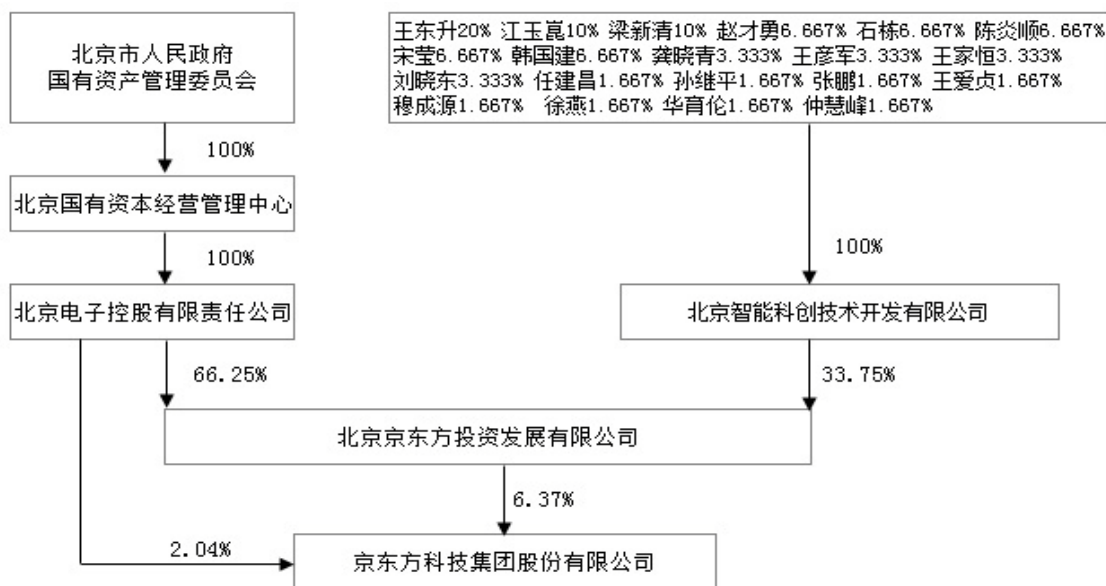 北京市人民政府
国有资产管理委员会
王东升20% 江玉崑10% 梁新清10% 赵才勇6.667% 石栋6.667% 陈炎顺6.667%
宋莹6.667% 韩国建6.667% 龚晓青3.333% 王彦军3.333% 王家恒3.333%
刘晓东3.333% 任建昌1.667% 孙继平1.667% 张鹏1.667% 王爱贞1.667%
穆成源1.667% 徐燕1.667% 华育伦1.667% 仲慧峰1.667%
100%
北京国有资本经营管理中心
100%
100%
北京电子控股有限责任公司
北京智能科创技术开发有限公司
66.25%
33.75%
北京京东方投资发展有限公司
6.37%
2.04%
京东方科技集团股份有限公司